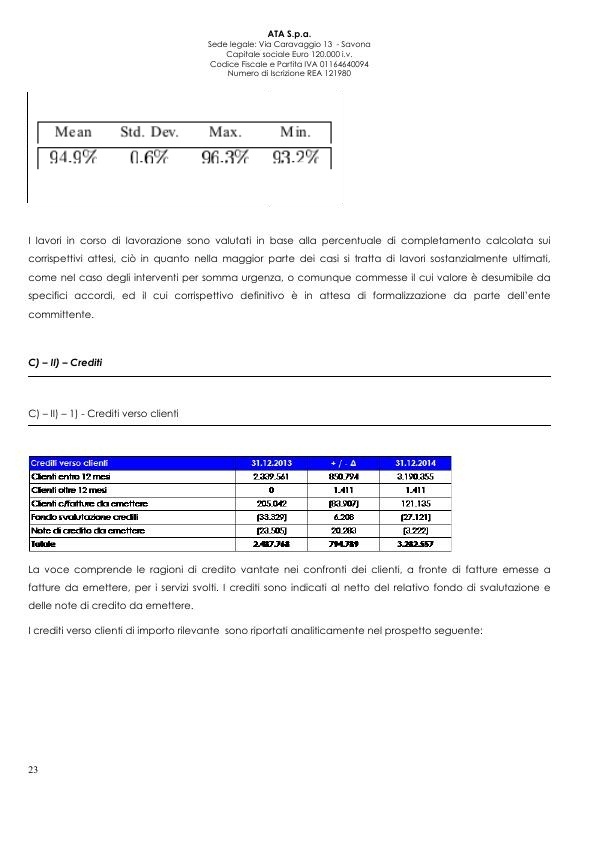 ATA S.p.a.
Sede legale: Via Caravaggio 13 - Savona
Capitale sociale Euro 120.000 i.v.
Codice Fiscale e Partita IVA 01164640094
Numero di Iscrizione REA 121980
Mean Std. Dev. Max. Min.
94.9% 0.6% 96.3% 93.2%
I lavori in corso di lavorazione sono valutati in base alla percentuale di completamento calcolata sui
corrispettivi attesi, ciò in quanto nella maggior parte dei casi si tratta di lavori sostanzialmente ultimati,
come nel caso degli interventi per somma urgenza, o comunque commesse il cui valore è desumibile da
specifici accordi, ed il cui corrispettivo definitivo è in attesa di formalizzazione da parte dell'ente
committente.
C) – II) – Crediti
C) – II) – 1) - Crediti verso clienti
Crediti verso clienti 31.12.2013 + / - Δ 31.12.2014
Clienti entro 12 mesi 2.339.561 850.794 3.190.355
Clienti oltre 12 mesi 0 1.411 1.411
Clienti c/fatture da emettere 205.042 (83.907) 121.135
Fondo svalutazione crediti (33.329) 6.208 (27.121)
Note di credito da emettere (23.505) 20.283 (3.222)
Totale 2.487.768 794.789 3.282.557
La voce comprende le ragioni di credito vantate nei confronti dei clienti, a fronte di fatture emesse a
fatture da emettere, per i servizi svolti. I crediti sono indicati al netto del relativo fondo di svalutazione e
delle note di credito da emettere.
I crediti verso clienti di importo rilevante sono riportati analiticamente nel prospetto seguente:
23